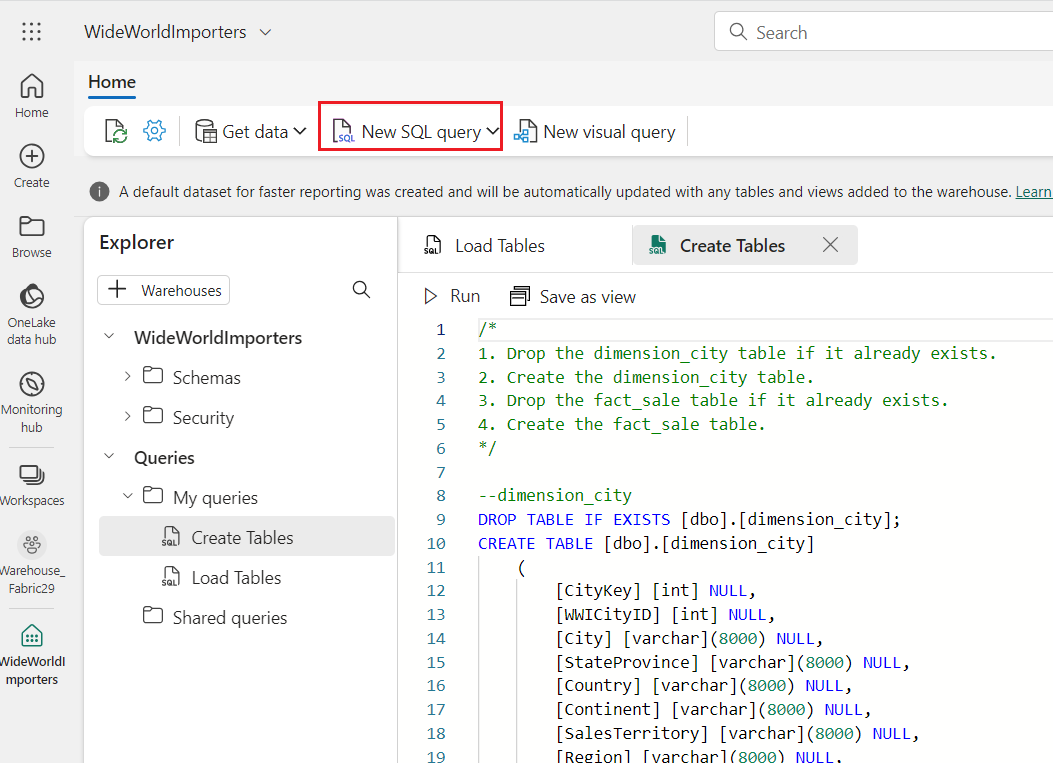 WideWorldImporters
Search
Home
Get data
New SQL query
New visual query
A default dataset for faster reporting was created and will be automatically updated with any tables and views added to the warehouse. Learn
Home
Create
Browse
OneLake
data hub
Monitoring
hub
Workspaces
Warehouse_
Fabric29
WideWorldI
mporters
Explorer
Warehouses
WideWorldImporters
Schemas
Security
Queries
My queries
Create Tables
Load Tables
Shared queries
Load Tables
Create Tables
Run
Save as view
1 /*
2 1. Drop the dimension_city table if it already exists.
3 2. Create the dimension_city table.
4 3. Drop the fact_sale table if it already exists.
5 4. Create the fact_sale table.
6 */
7
8 --dimension_city
9 DROP TABLE IF EXISTS [dbo].[dimension_city];
10 CREATE TABLE [dbo].[dimension_city]
11 (
12 [CityKey] [int] NULL,
13 [WWICityID] [int] NULL,
14 [City] [varchar](8000) NULL,
15 [StateProvince] [varchar](8000) NULL,
16 [Country] [varchar](8000) NULL,
17 [Continent] [varchar](8000) NULL,
18 [SalesTerritory] [varchar](8000) NULL,
19 [Region] [varchar](8000) NULL,